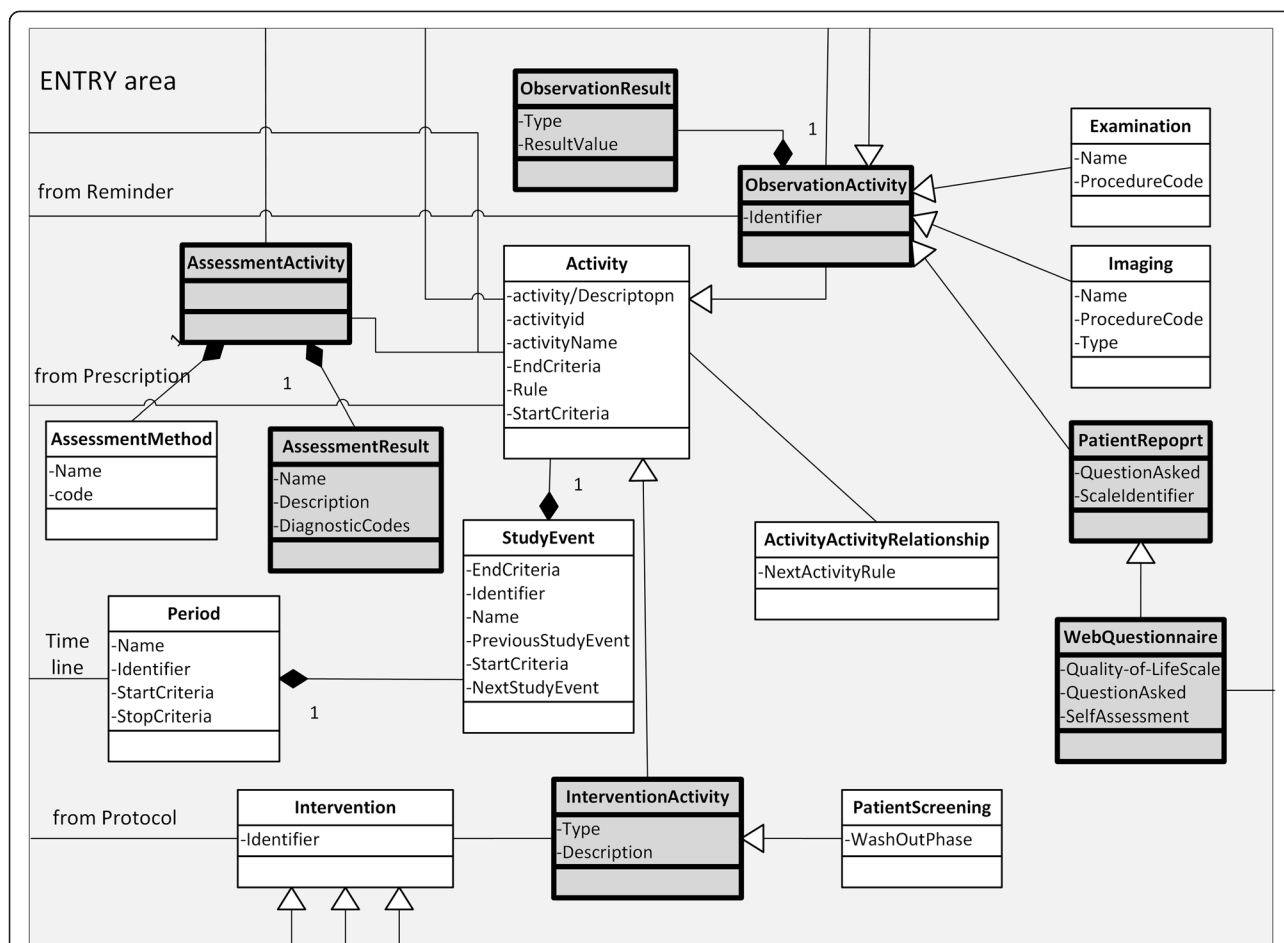 ENTRY area
ObservationResult
-Type
-ResultValue
1
Examination
-Name
-ProcedureCode
from Reminder
ObservationActivity
-Identifier
AssessmentActivity
Activity
-activity/Descriptopn
-activityid
-activityName
-EndCriteria
-Rule
-StartCriteria
Imaging
-Name
-ProcedureCode
-Type
from Prescription
1
AssessmentMethod
-Name
-code
AssessmentResult
-Name
-Description
-DiagnosticCodes
PatientRepoprt
-QuestionAsked
-ScaleIdentifier
1
StudyEvent
-EndCriteria
-Identifier
-Name
-PreviousStudyEvent
-StartCriteria
-NextStudyEvent
ActivityActivityRelationship
-NextActivityRule
Time
line
Period
-Name
-Identifier
-StartCriteria
-StopCriteria
1
WebQuestionnaire
-Quality-of-LifeScale
-QuestionAsked
-SelfAssessment
from Protocol
Intervention
-Identifier
InterventionActivity
-Type
-Description
PatientScreening
-WashOutPhase